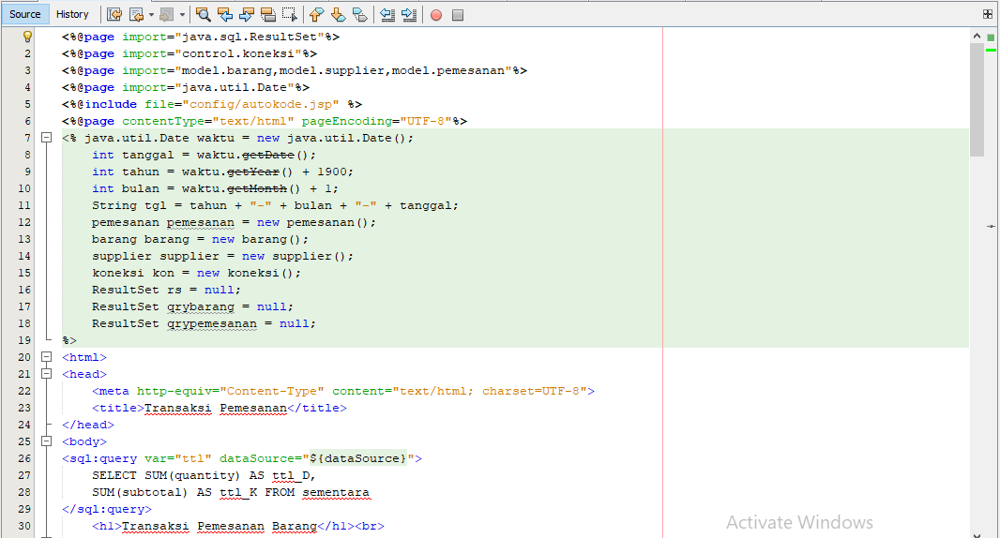 Source History
<%@page import="java.sql.ResultSet"%>
2 <%@page import="control.koneksi"%>
3 <%@page import="model.barang,model.supplier,model.pemesanan"%>
4 <%@page import="java.util.Date"%>
5 <%@include file="config/autokode.jsp" %>
6 <%@page contentType="text/html" pageEncoding="UTF-8"%>
7 <% java.util.Date waktu = new java.util.Date();
8 int tanggal = waktu.getDate();
9 int tahun = waktu.getYear() + 1900;
10 int bulan = waktu.getMonth() + 1;
11 String tgl = tahun + "-" + bulan + "-" + tanggal;
12 pemesanan pemesanan = new pemesanan();
13 barang barang = new barang();
14 supplier supplier = new supplier();
15 koneksi kon = new koneksi();
16 ResultSet rs = null;
17 ResultSet qrybarang = null;
18 ResultSet qrypemesanan = null;
19 %>
20 <html>
21 <head>
22 <meta http-equiv="Content-Type" content="text/html; charset=UTF-8">
23 <title>Transaksi Pemesanan</title>
24 </head>
25 <body>
26 <sql:query var="ttl" dataSource="${dataSource}">
27 SELECT SUM(quantity) AS ttl_D,
28 SUM(subtotal) AS ttl_K FROM sementara
29 </sql:query>
30 <h1>Transaksi Pemesanan Barang</h1><br>
Activate Windows